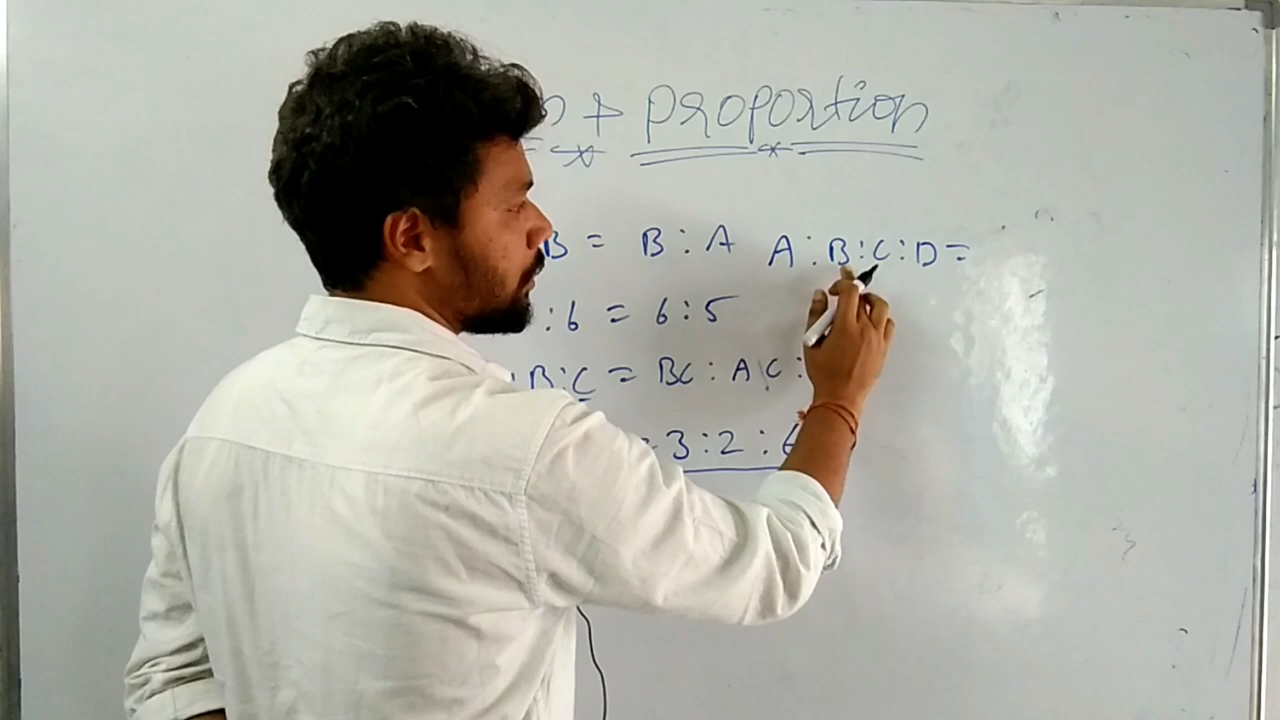 + proportion
B = B : A A : B : C : D =
: 6 = 6 : 5
: B : C = BC : AC :
3 : 2 : 6